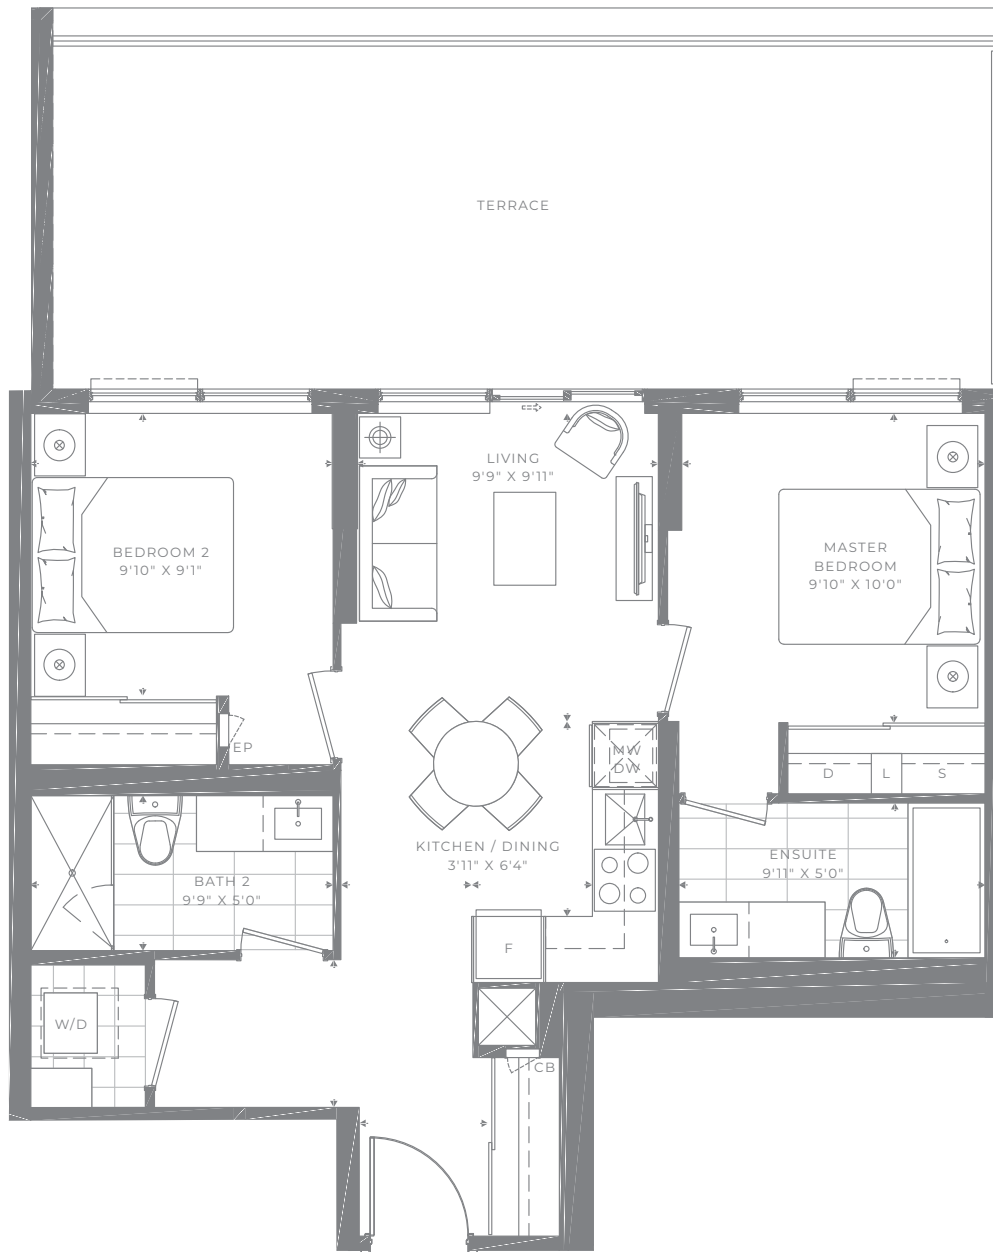 TERRACE
LIVING
9'9" X 9'11"
BEDROOM 2
9'10" X 9'1"
MASTER
BEDROOM
9'10" X 10'0"
EP
MW
DW
D
L
S
KITCHEN / DINING
3'11" X 6'4"
ENSUITE
9'11" X 5'0"
BATH 2
9'9" X 5'0"
F
W/D
CB